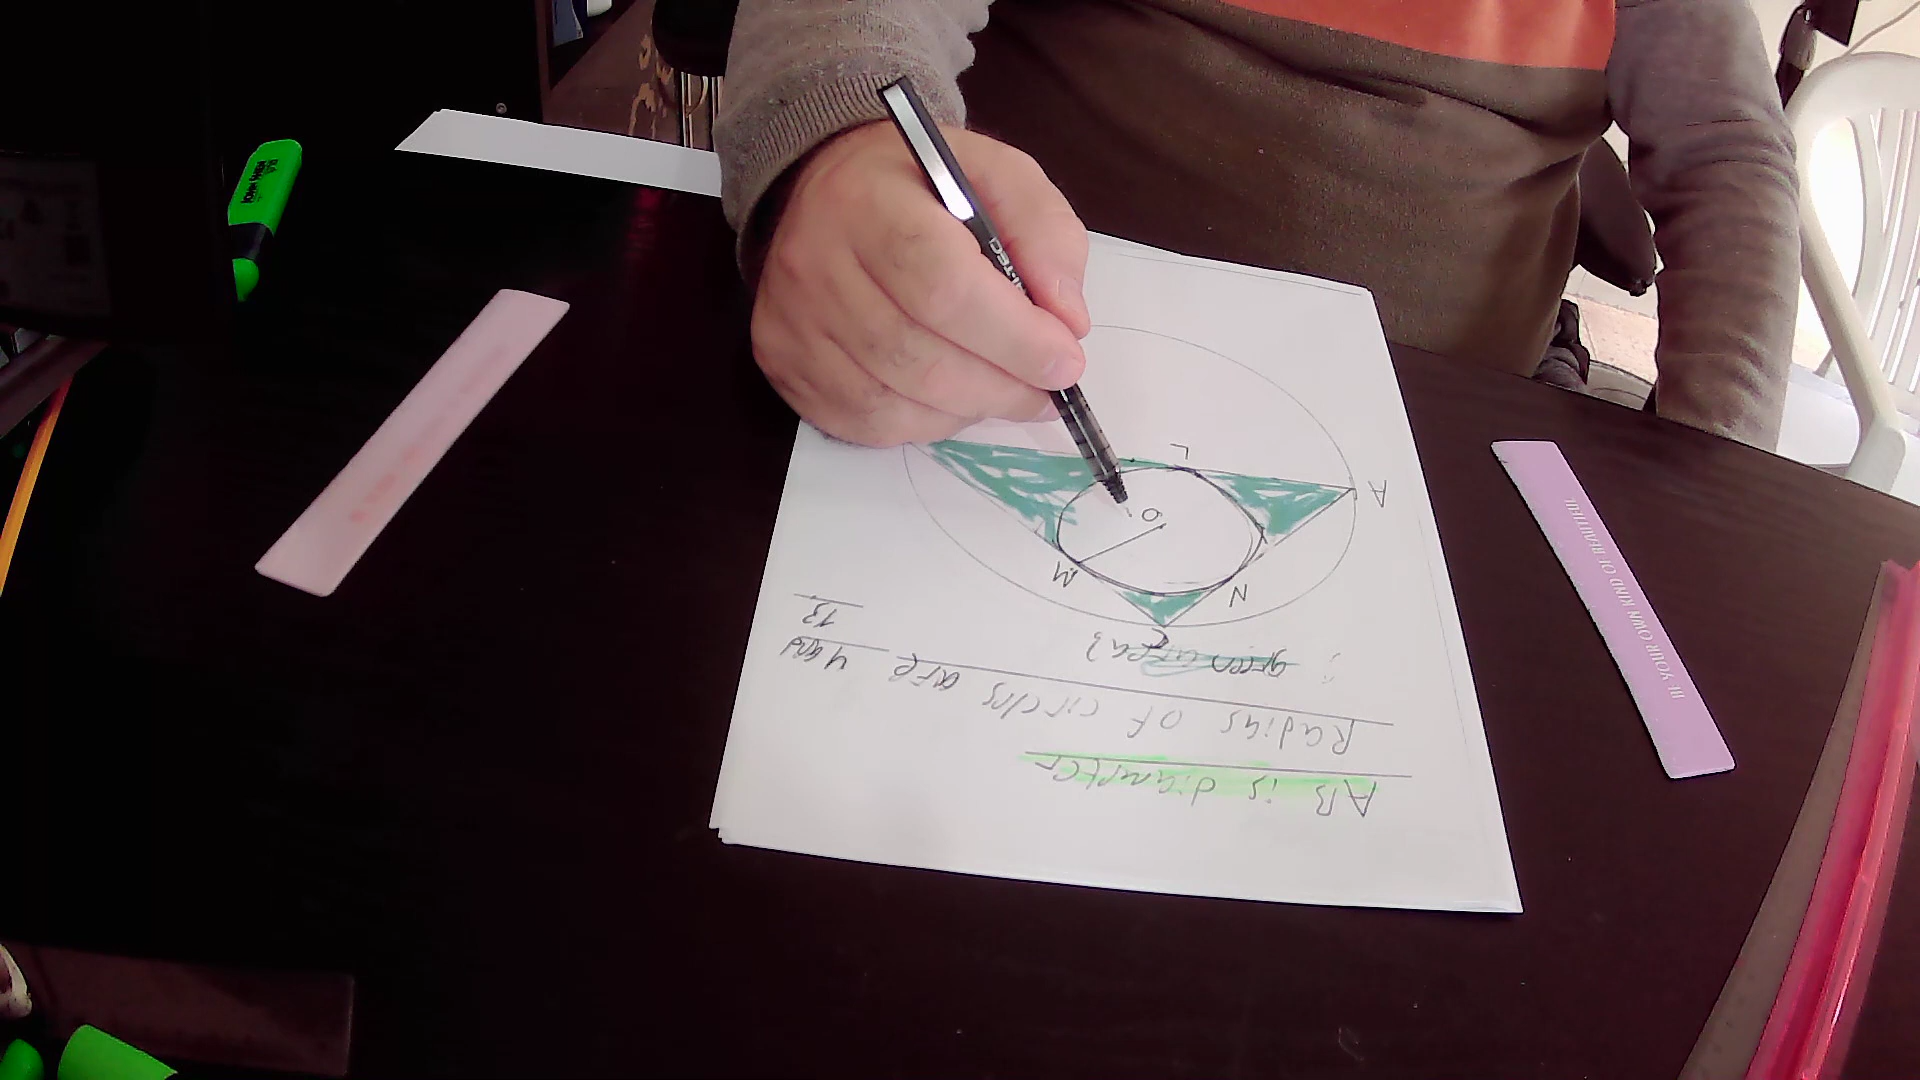 AB is diameter
Radius of circles are 4 and
13
green area?
C
M
N
O
L
A
BE YOUR OWN KIND OF BEAUTIFUL